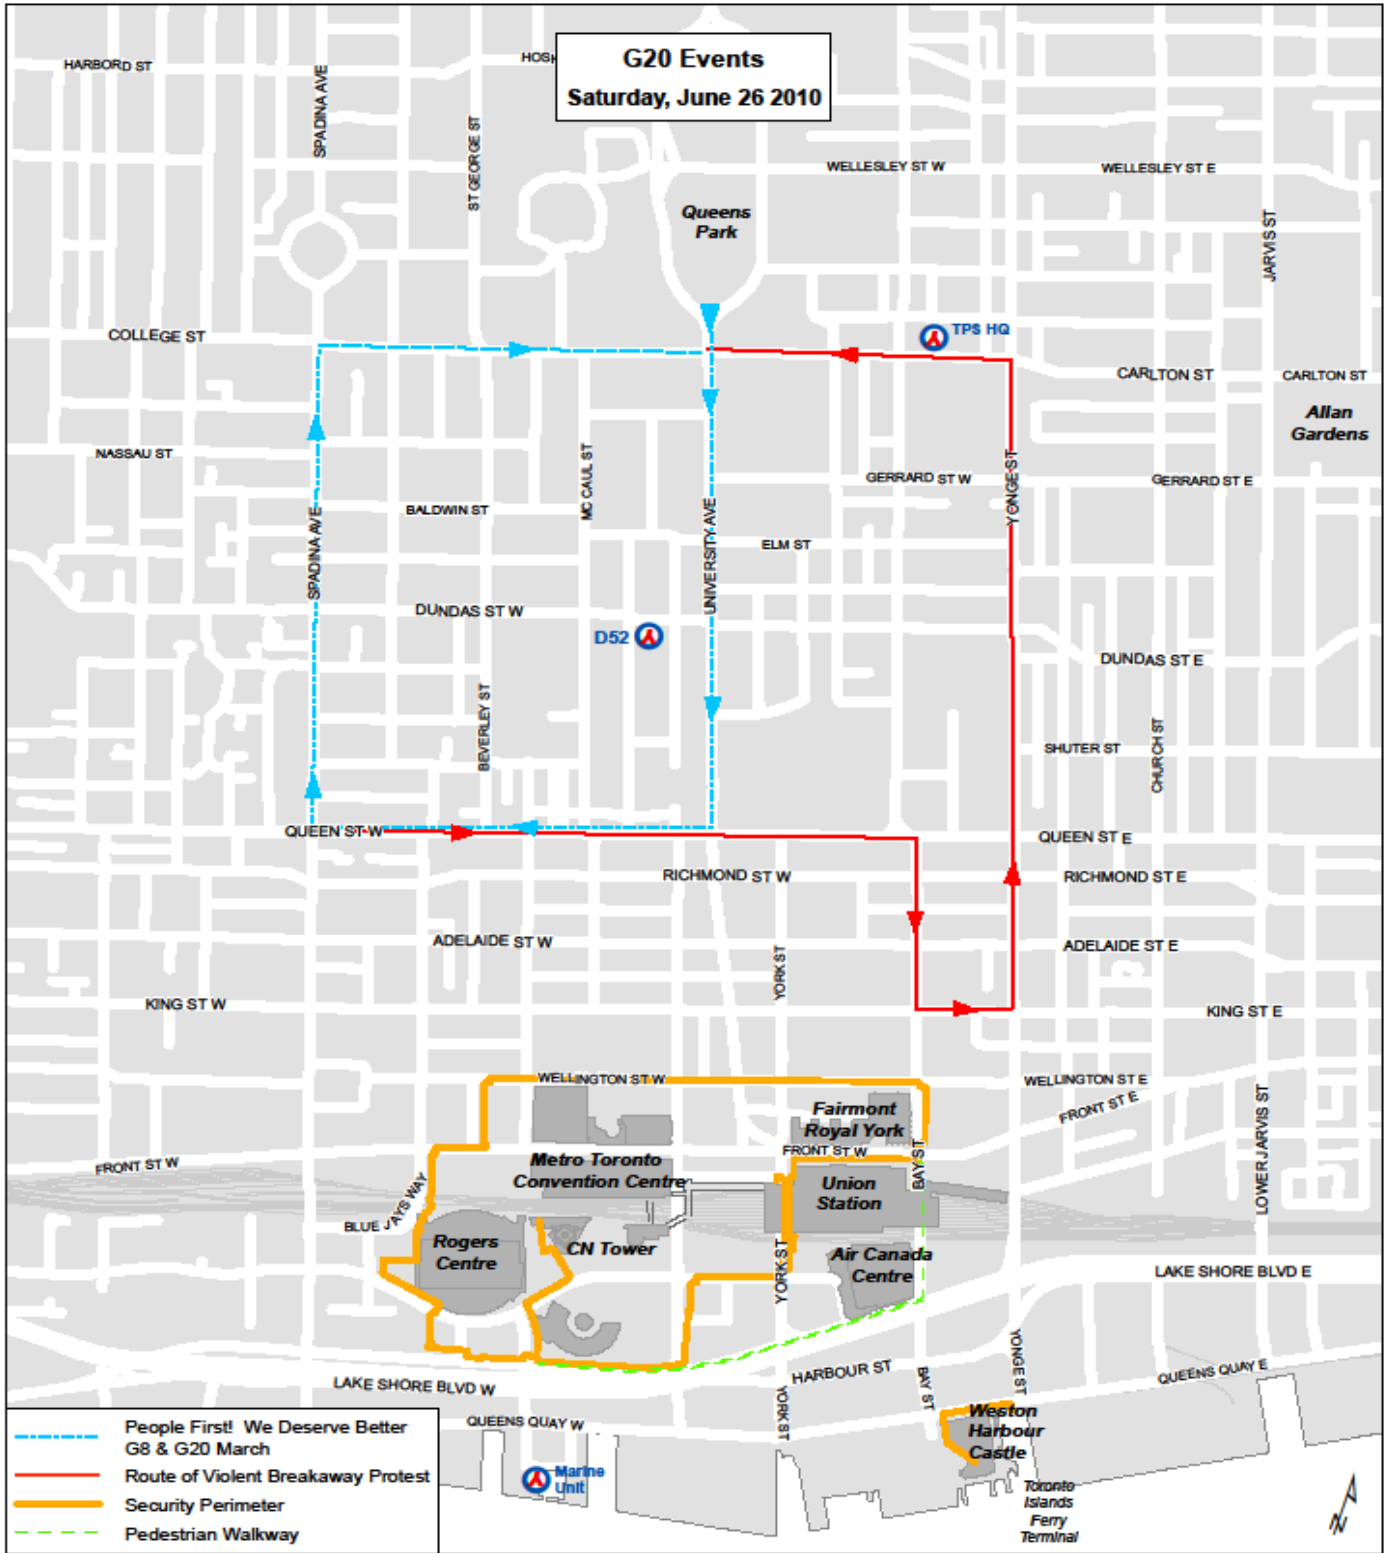 G20 Events
Saturday, June 26 2010
HARBORD ST
HOSK
SPADINA AVE
ST GEORGE ST
WELLESLEY ST W
WELLESLEY ST E
Queens
Park
JARVIS ST
COLLEGE ST
TPS HQ
CARLTON ST
CARLTON ST
Allan
Gardens
NASSAU ST
MC CAUL ST
GERRARD ST W
YONGE ST
GERRARD ST E
BALDWIN ST
SPADINA AVE
UNIVERSITY AVE
ELM ST
DUNDAS ST W
D52
DUNDAS ST E
BEVERLEY ST
SHUTER ST
CHURCH ST
QUEEN ST W
QUEEN ST E
RICHMOND ST W
RICHMOND ST E
ADELAIDE ST W
ADELAIDE ST E
YORK ST
KING ST W
KING ST E
WELLINGTON ST W
WELLINGTON ST E
FRONT ST E
LOWER JARVIS ST
Fairmont
Royal York
FRONT ST W
FRONT ST W
BAY ST
Metro Toronto
Convention Centre
Union
Station
BLUE JAYS WAY
Rogers
Centre
CN Tower
YORK ST
Air Canada
Centre
LAKE SHORE BLVD E
YONGE ST
HARBOUR ST
QUEENS QUAY E
LAKE SHORE BLVD W
BAY ST
YORK ST
QUEENS QUAY W
Weston
Harbour
Castle
Marine
Unit
Toronto
Islands
Ferry
Terminal
N
People First! We Deserve Better
G8 & G20 March
Route of Violent Breakaway Protest
Security Perimeter
Pedestrian Walkway